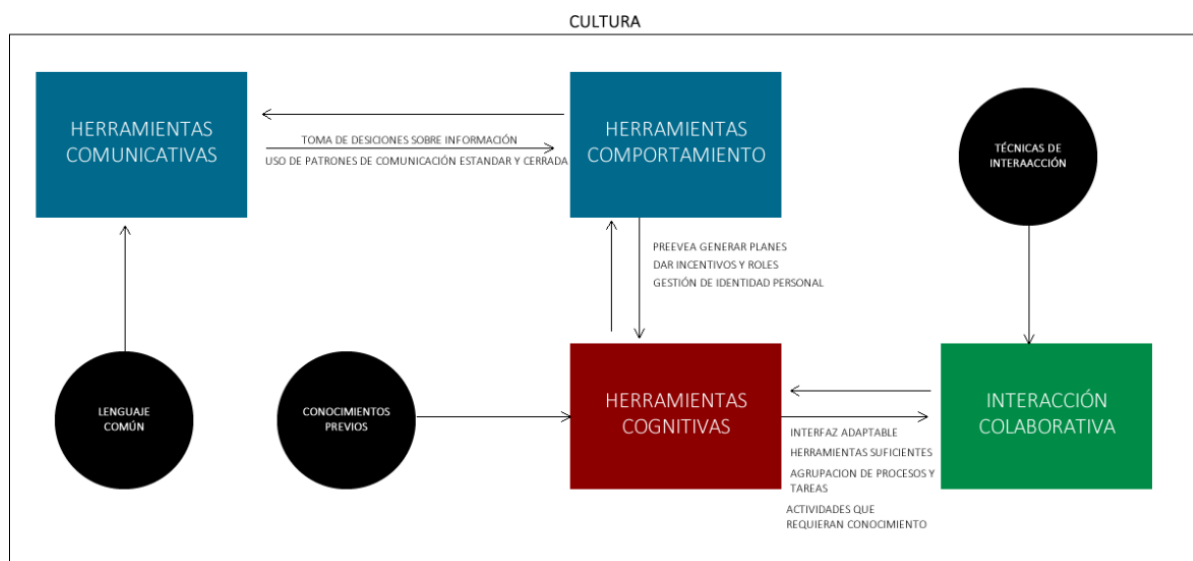 CULTURA
HERRAMIENTAS
COMUNICATIVAS
TOMA DE DESICIONES SOBRE INFORMACIÓN
USO DE PATRONES DE COMUNICACIÓN ESTANDAR Y CERRADA
HERRAMIENTAS
COMPORTAMIENTO
TÉCNICAS DE
INTERAACCIÓN
PREEVEA GENERAR PLANES
DAR INCENTIVOS Y ROLES
GESTIÓN DE IDENTIDAD PERSONAL
LENGUAJE
COMÚN
CONOCIMIENTOS
PREVIOS
HERRAMIENTAS
COGNITIVAS
INTERFAZ ADAPTABLE
HERRAMIENTAS SUFICIENTES
AGRUPACION DE PROCESOS Y
TAREAS
ACTIVIDADES QUE
REQUIERAN CONOCIMIENTO
INTERACCIÓN
COLABORATIVA